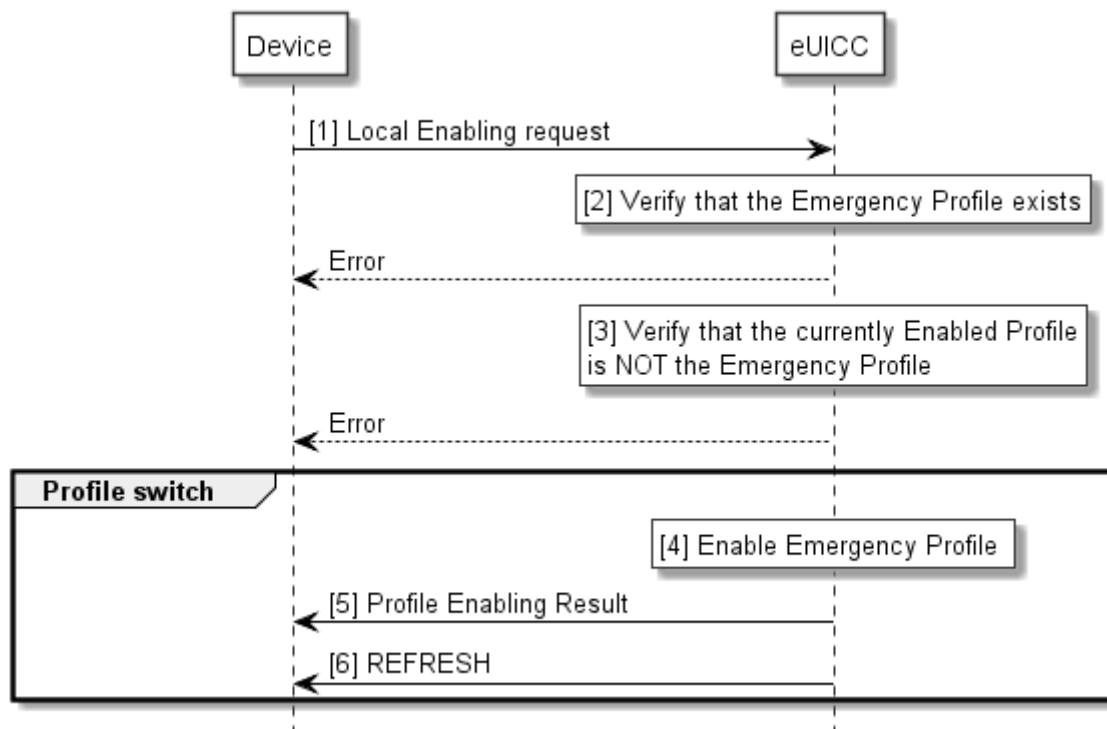 Device
eUICC
[1] Local Enabling request
[2] Verify that the Emergency Profile exists
Error
[3] Verify that the currently Enabled Profile
is NOT the Emergency Profile
Error
Profile switch
[4] Enable Emergency Profile
[5] Profile Enabling Result
[6] REFRESH